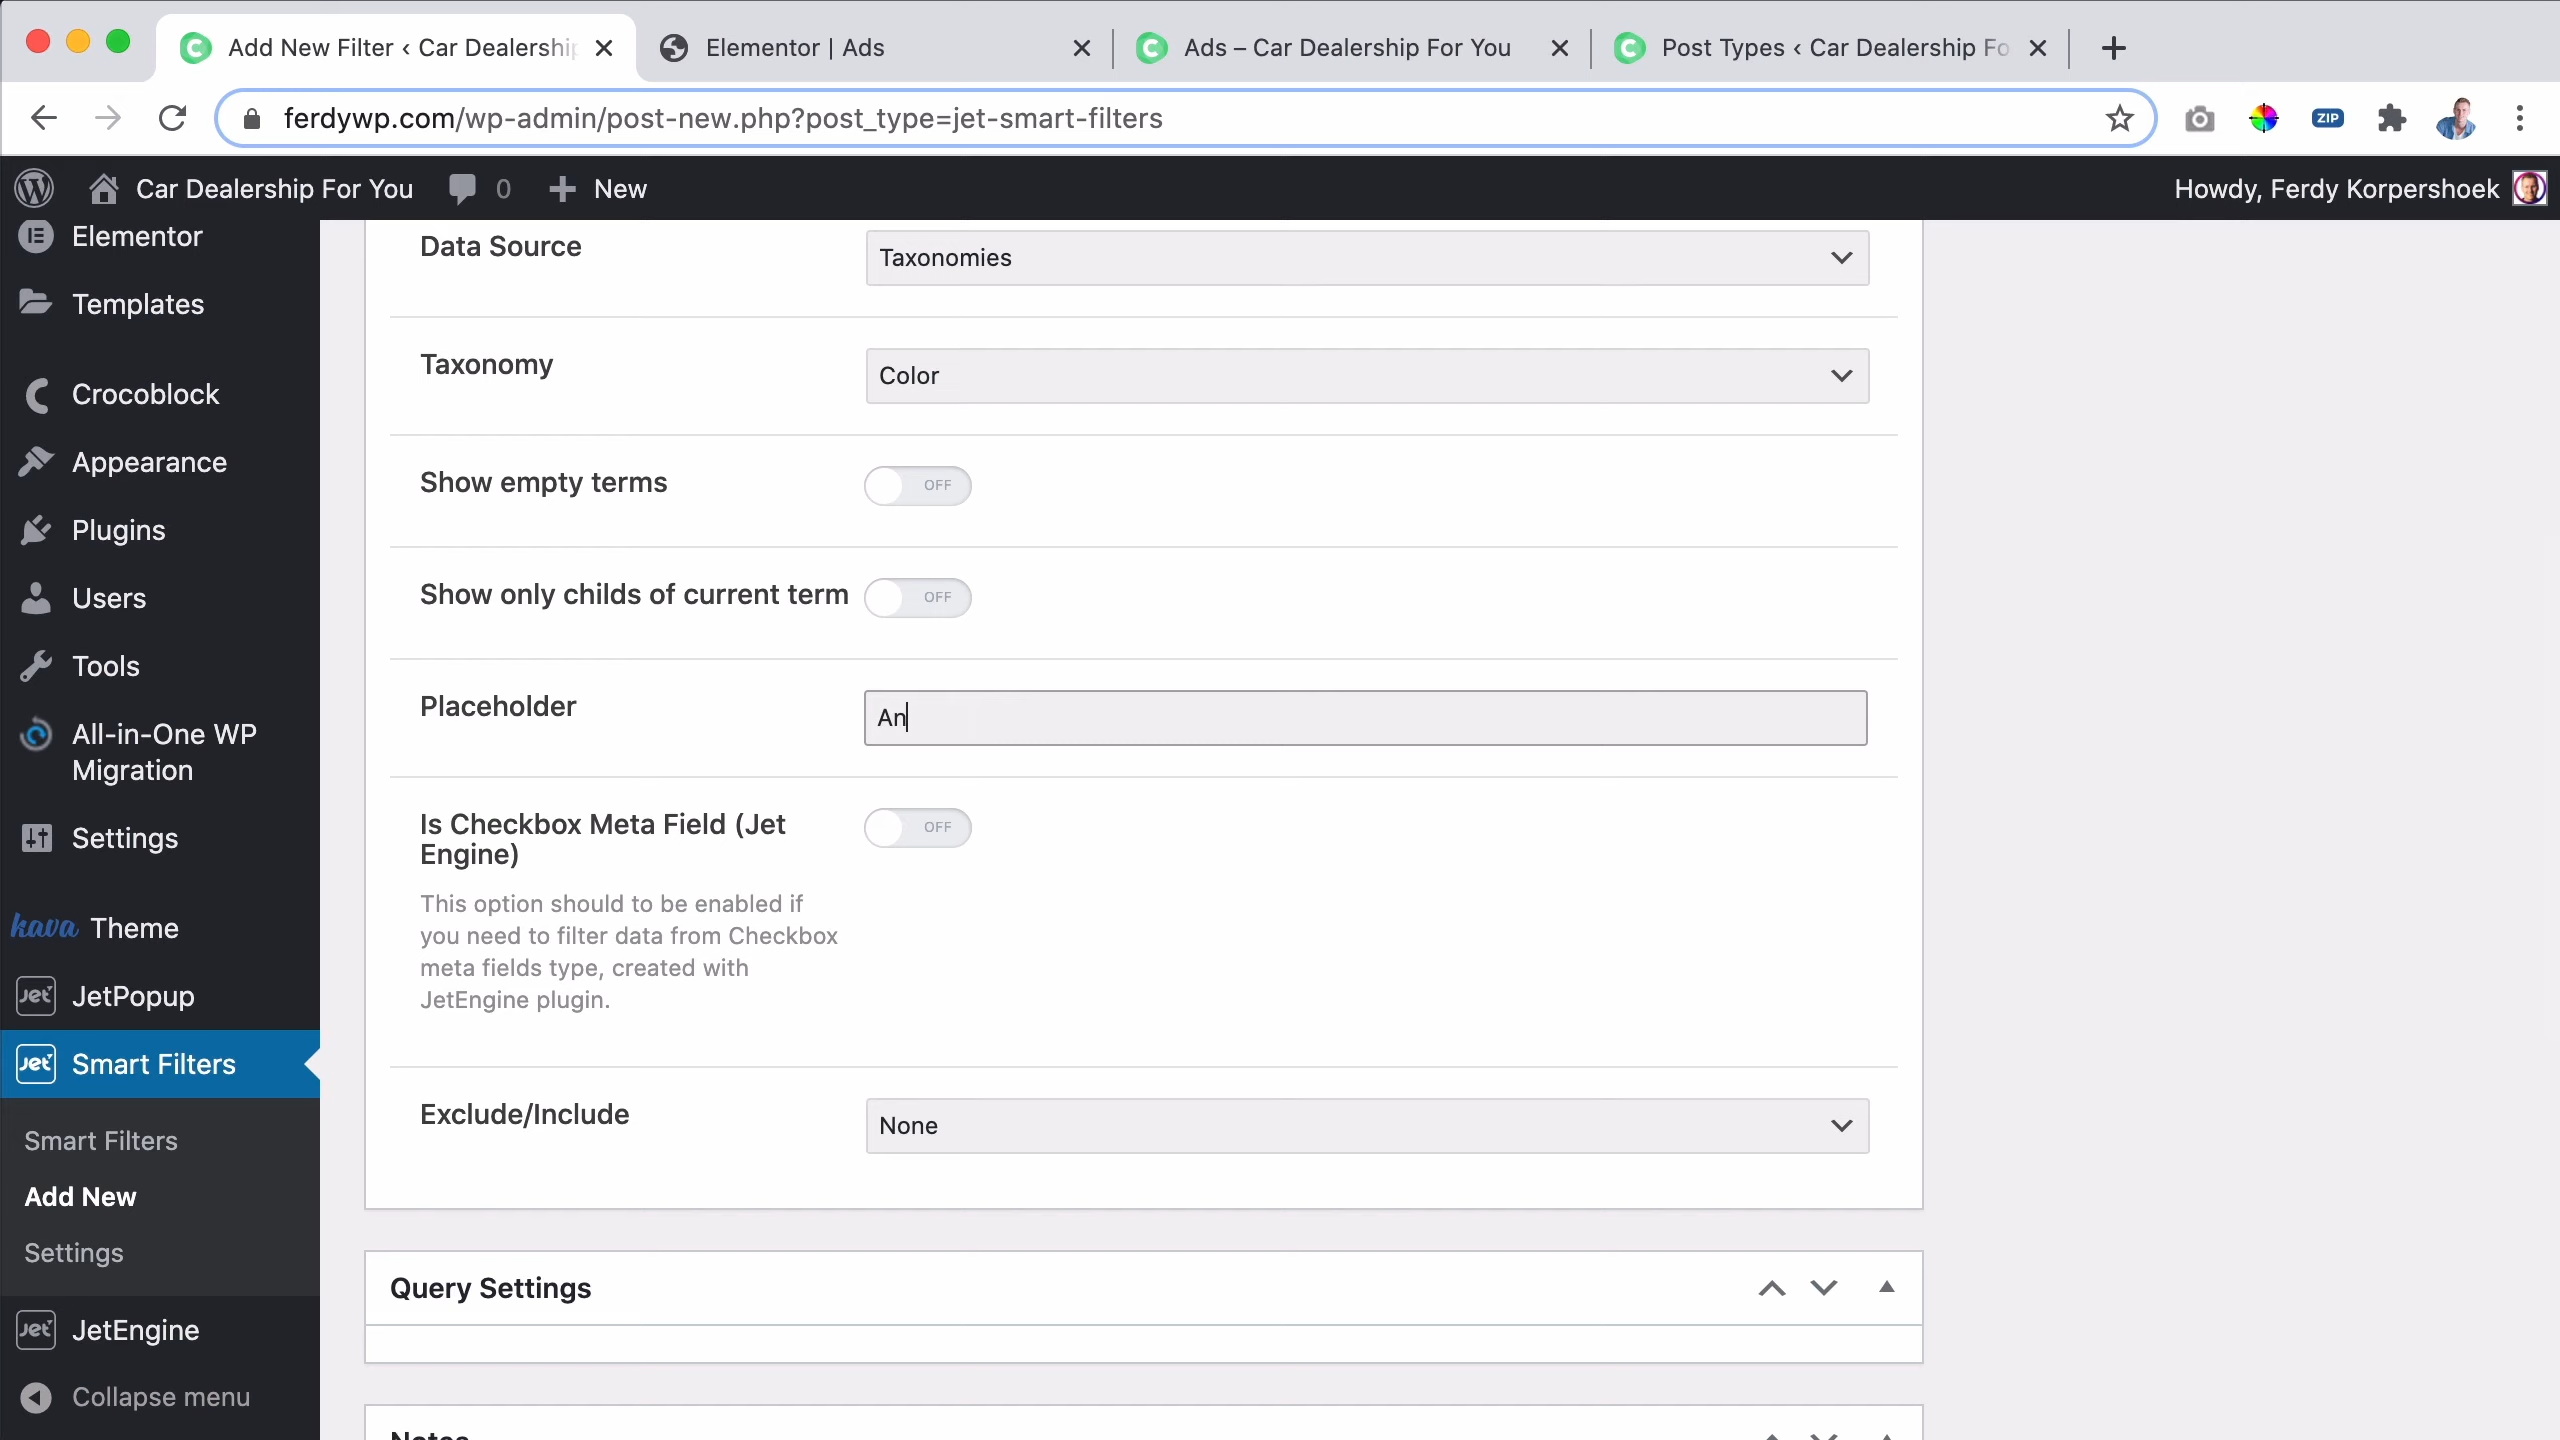 Add New Filter ‹ Car Dealership
Elementor | Ads
Ads – Car Dealership For You
Post Types ‹ Car Dealership Fo
ferdywp.com/wp-admin/post-new.php?post_type=jet-smart-filters
ZIP
Car Dealership For You
0
New
Howdy, Ferdy Korpershoek
Elementor
Templates
Crocoblock
Appearance
Plugins
Users
Tools
All-in-One WP
Migration
Settings
kava Theme
Jet JetPopup
Jet Smart Filters
Smart Filters
Add New
Settings
Jet JetEngine
Collapse menu
Data Source
Taxonomies
Taxonomy
Color
Show empty terms
OFF
Show only childs of current term
OFF
Placeholder
An
Is Checkbox Meta Field (Jet
Engine)
OFF
This option should to be enabled if
you need to filter data from Checkbox
meta fields type, created with
JetEngine plugin.
Exclude/Include
None
Query Settings
Notes